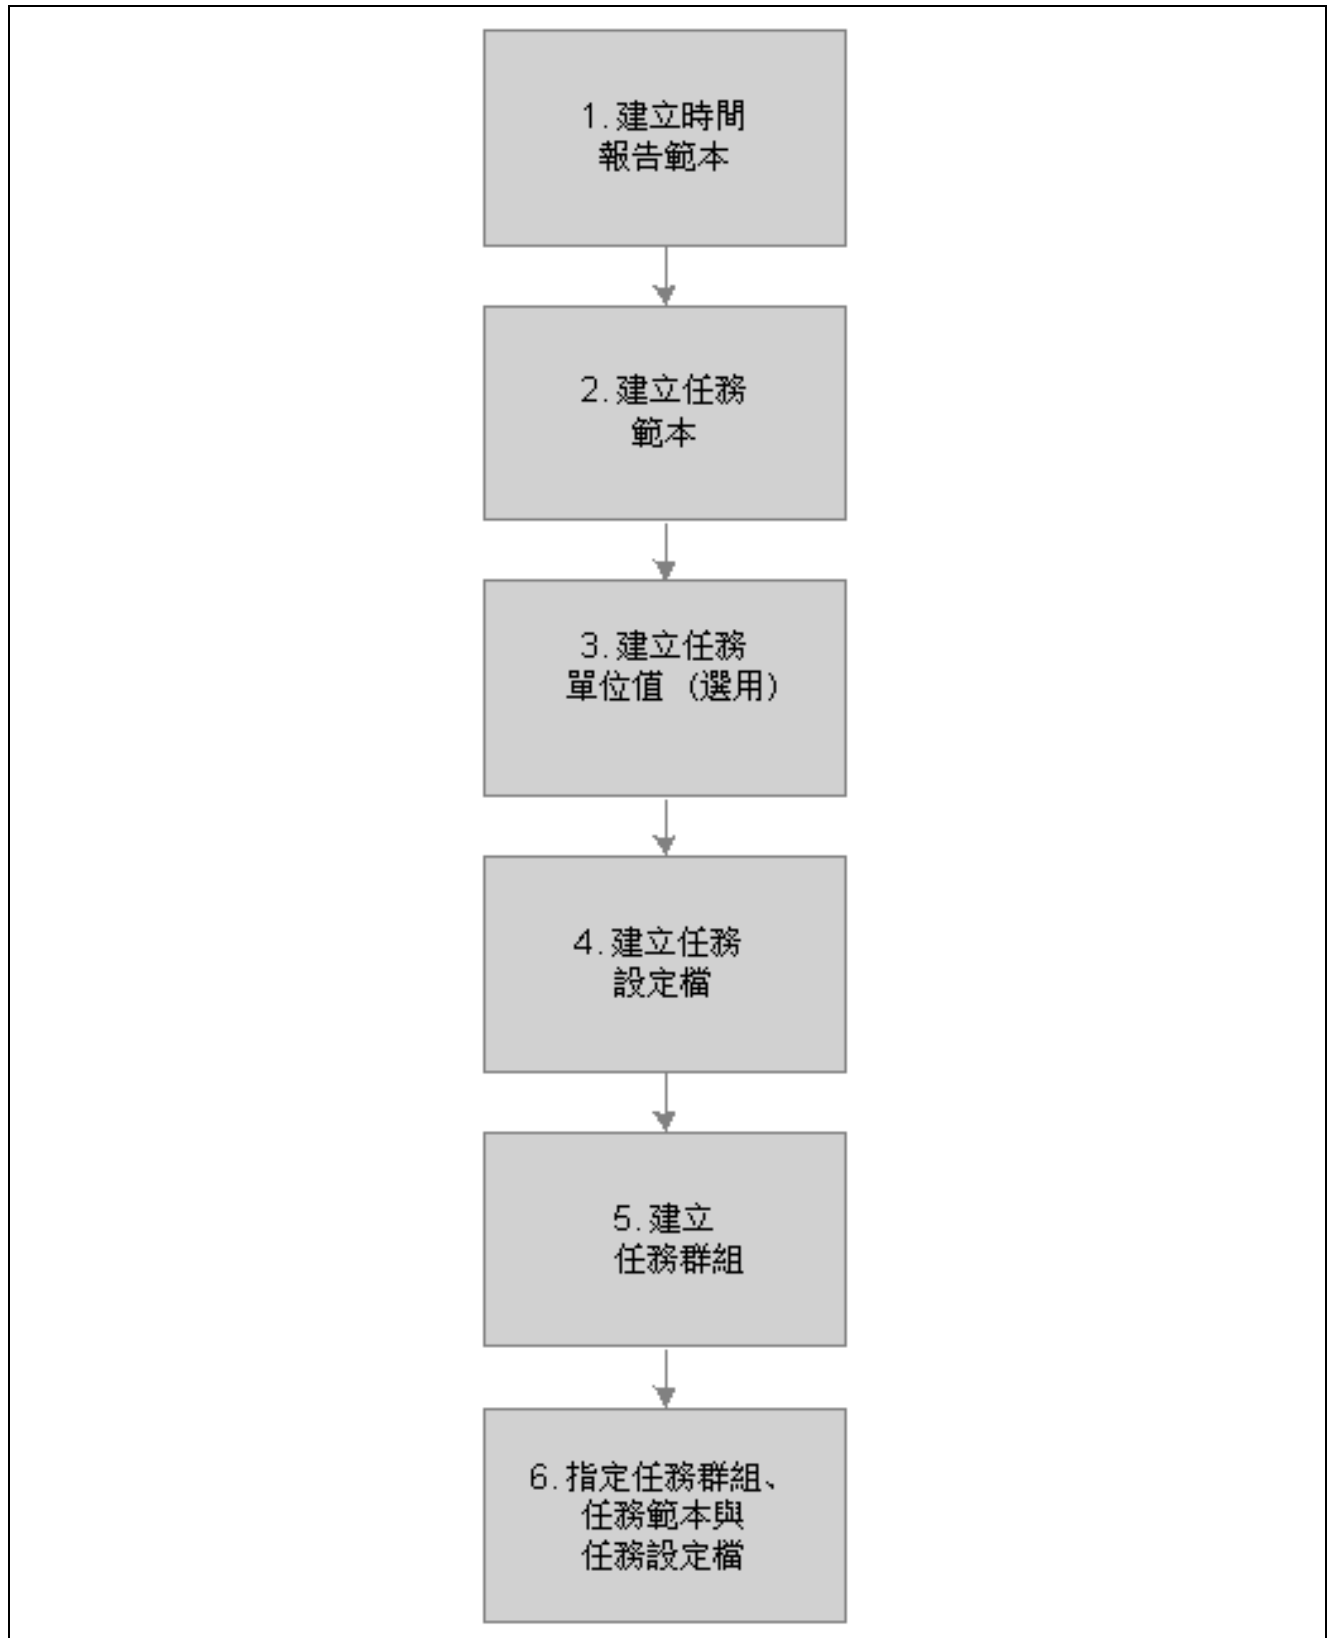 1.建立時間
報告範本
2.建立任務
範本
3.建立任務
單位值 (選用)
4.建立任務
設定檔
5.建立
任務群組
6.指定任務群組、
任務範本與
任務設定檔